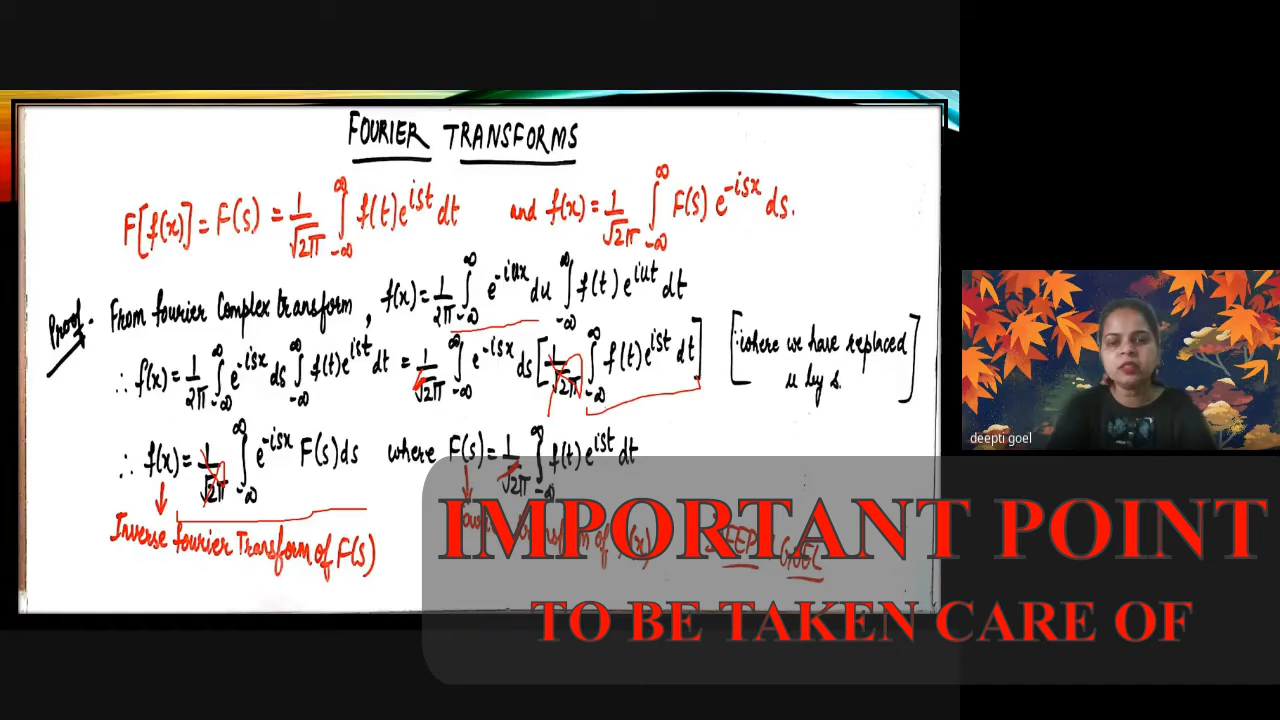 FOURIER TRANSFORMS
F[f(x)] = F(s) = 1/√2π ∫_{-∞}^{∞} f(t) e^{ist} dt and f(x) = 1/√2π ∫_{-∞}^{∞} F(s) e^{-isx} ds.
Proof- From fourier Complex transform, f(x) = 1/2π ∫_{-∞}^{∞} e^{-iux} du ∫_{-∞}^{∞} f(t) e^{iut} dt
∴ f(x) = 1/2π ∫_{-∞}^{∞} e^{-isx} ds ∫_{-∞}^{∞} f(t) e^{ist} dt = 1/√2π ∫_{-∞}^{∞} e^{-isx} ds [1/√2π ∫_{-∞}^{∞} f(t) e^{ist} dt] [∵ where we have replaced u by s.]
∴ f(x) = 1/√2π ∫_{-∞}^{∞} e^{-isx} F(s) ds where F(s) = 1/√2π ∫_{-∞}^{∞} f(t) e^{ist} dt
Inverse fourier Transform of F(s)
of f(x) GOEL
IMPORTANT POINT
TO BE TAKEN CARE OF
deepti goel